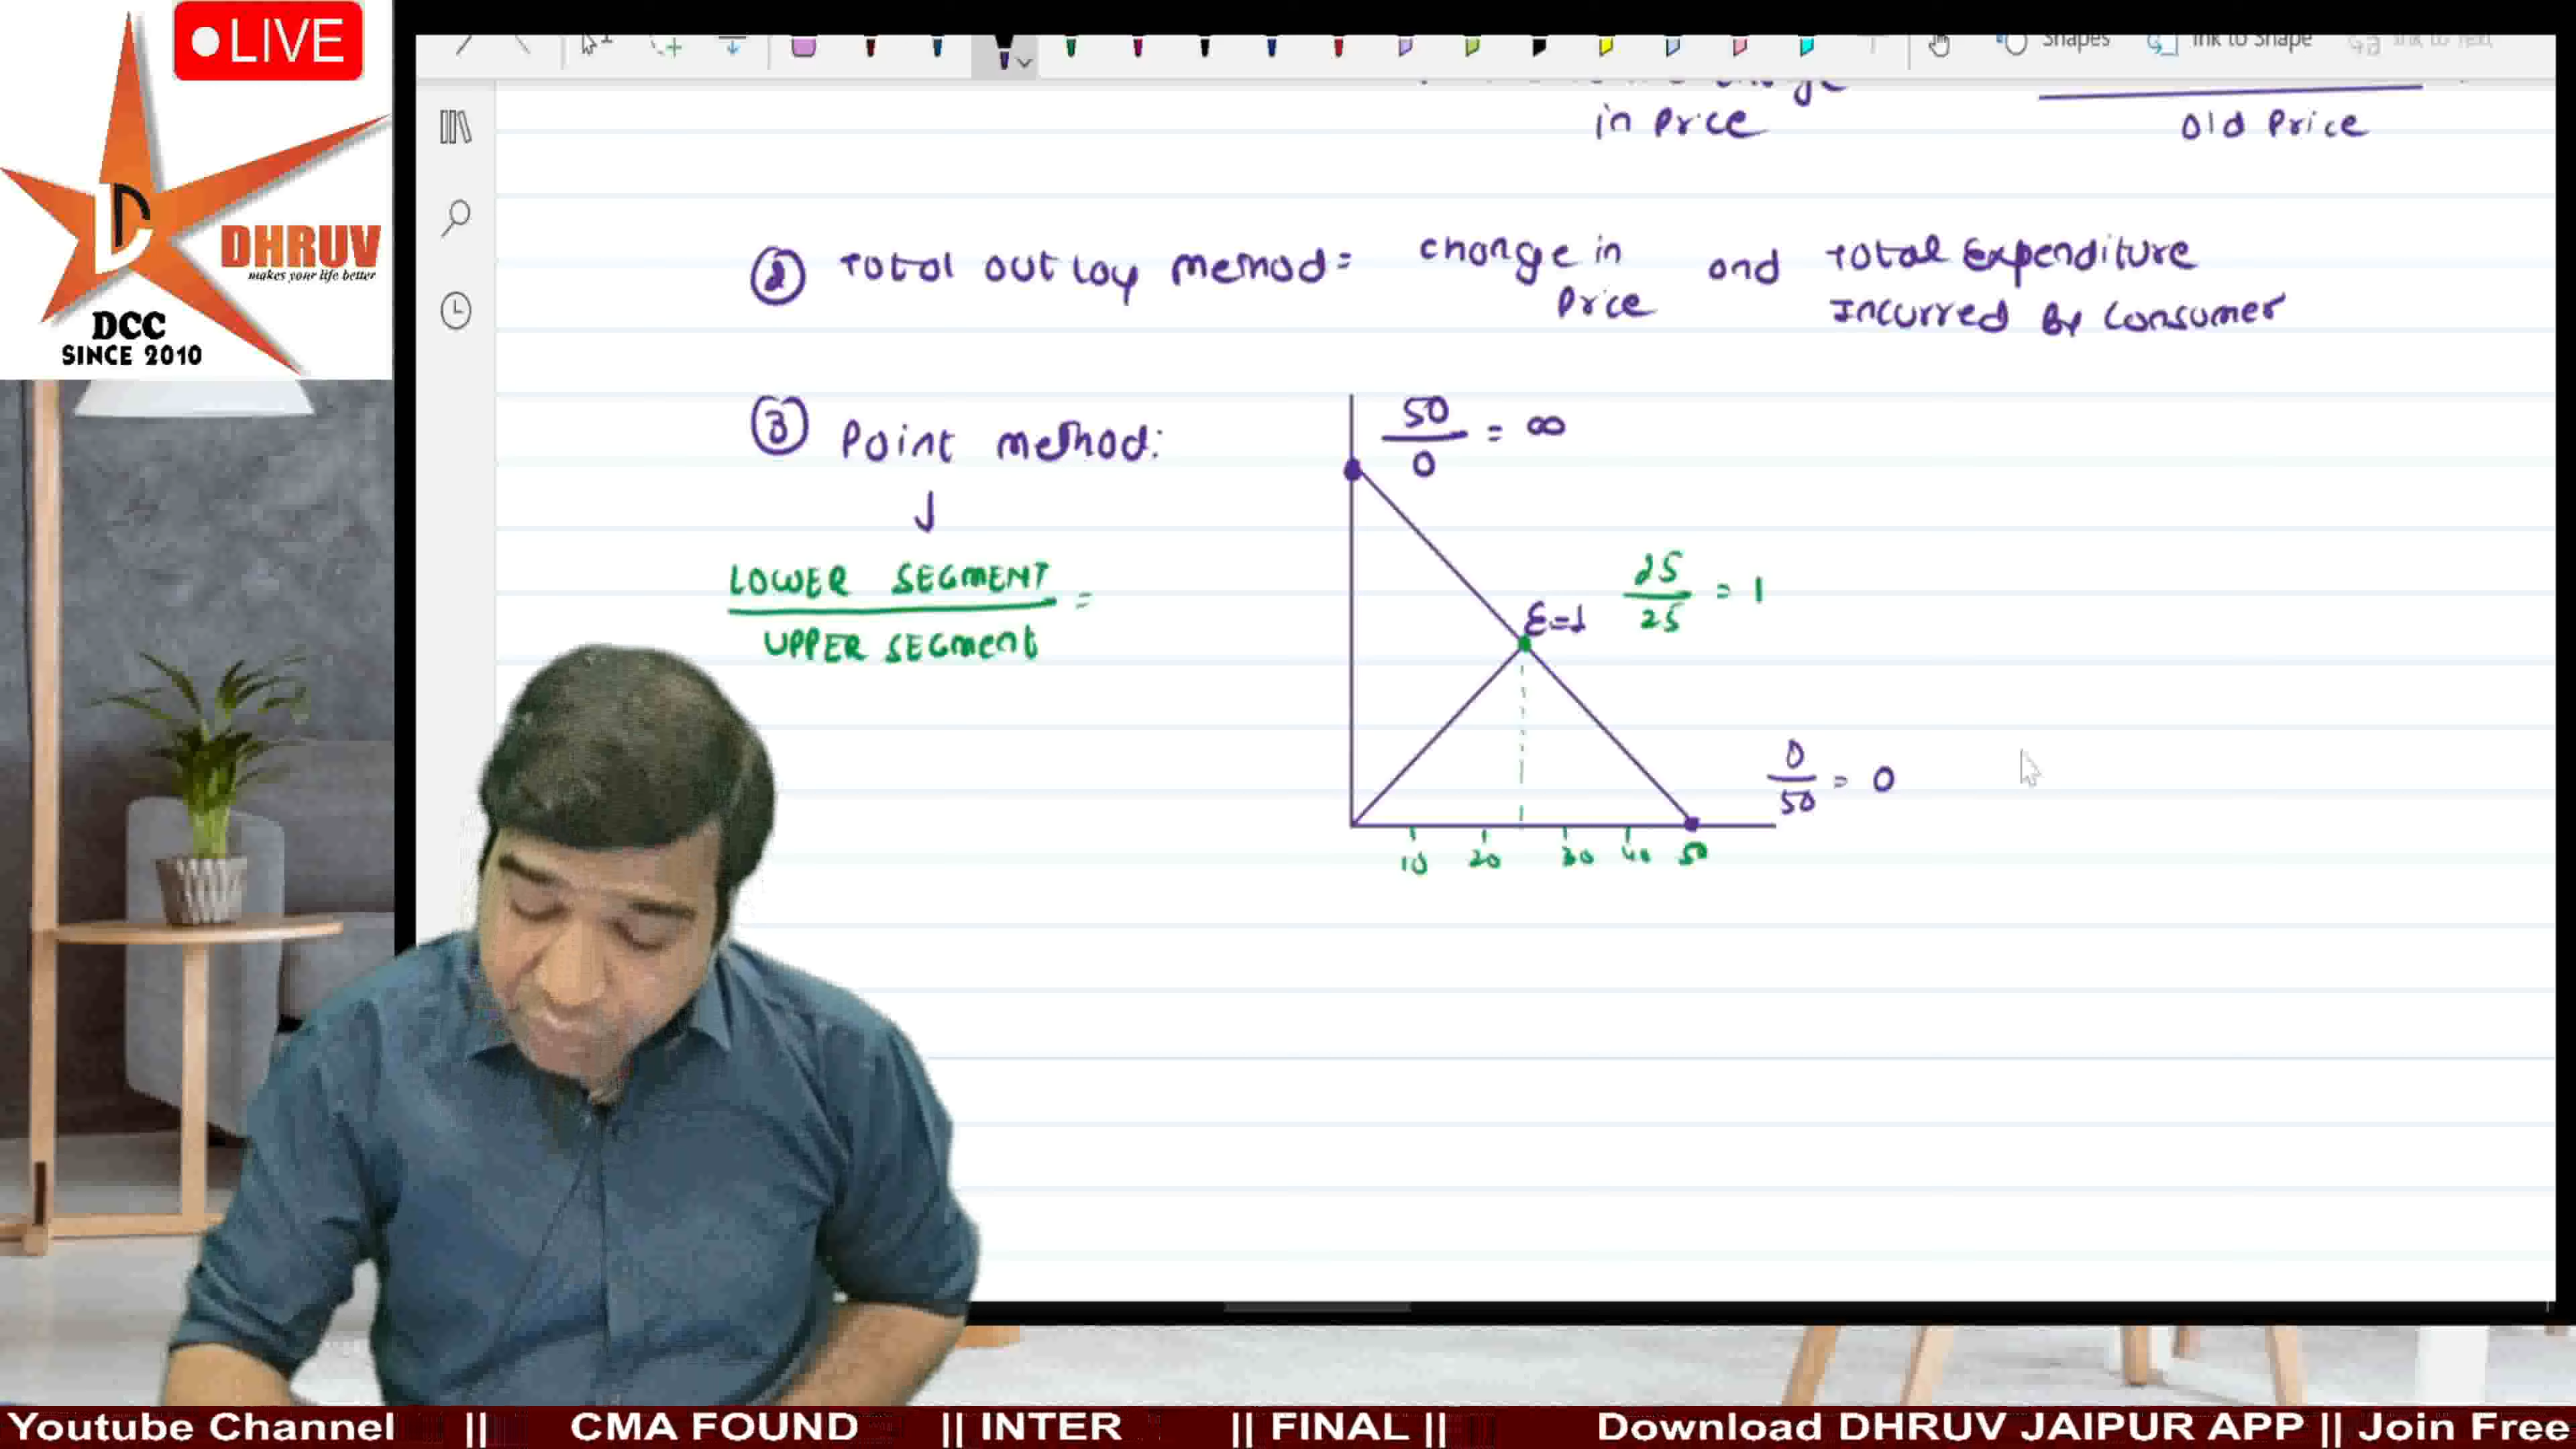 LIVE
DHRUV
makes your life better
DCC
SINCE 2010
Shapes
Ink to Shape
Ink to Text
in Price
Old Price
② Total outlay method = change in Price and Total Expenditure Incurred By Consumer
③ Point method:
↓
LOWER SEGMENT
UPPER SEGMENT
=
50
0
= ∞
E=1
25
25
= 1
0
50
= 0
10 20 30 40 50
Youtube Channel || CMA FOUND || INTER || FINAL || Download DHRUV JAIPUR APP || Join Free